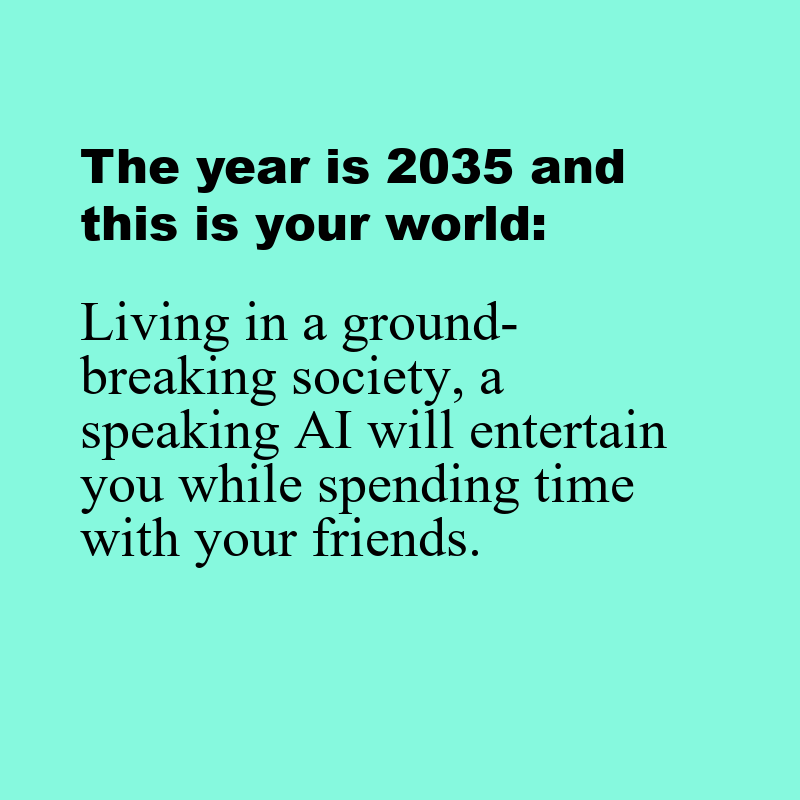 The year is 2035 and
this is your world:
Living in a ground-
breaking society, a
speaking AI will entertain
you while spending time
with your friends.